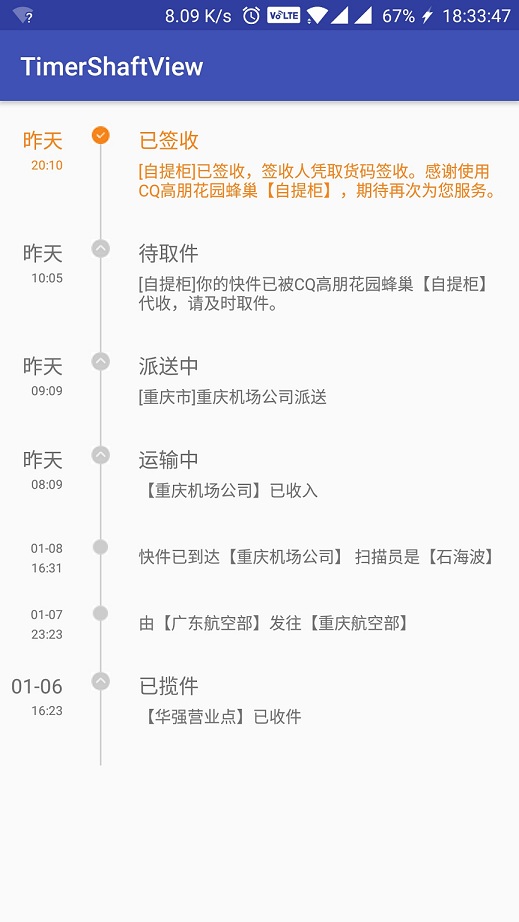 8.09 K/s VoLTE 67% 18:33:47
TimerShaftView
昨天 已签收
20:10 [自提柜]已签收，签收人凭取货码签收。感谢使用
CQ高朋花园蜂巢【自提柜】，期待再次为您服务。
昨天 待取件
10:05 [自提柜]你的快件已被CQ高朋花园蜂巢【自提柜】
代收，请及时取件。
昨天 派送中
09:09 [重庆市]重庆机场公司派送
昨天 运输中
08:09 【重庆机场公司】已收入
01-08
16:31 快件已到达【重庆机场公司】 扫描员是【石海波】
01-07
23:23 由【广东航空部】发往【重庆航空部】
01-06 已揽件
16:23 【华强营业点】已收件